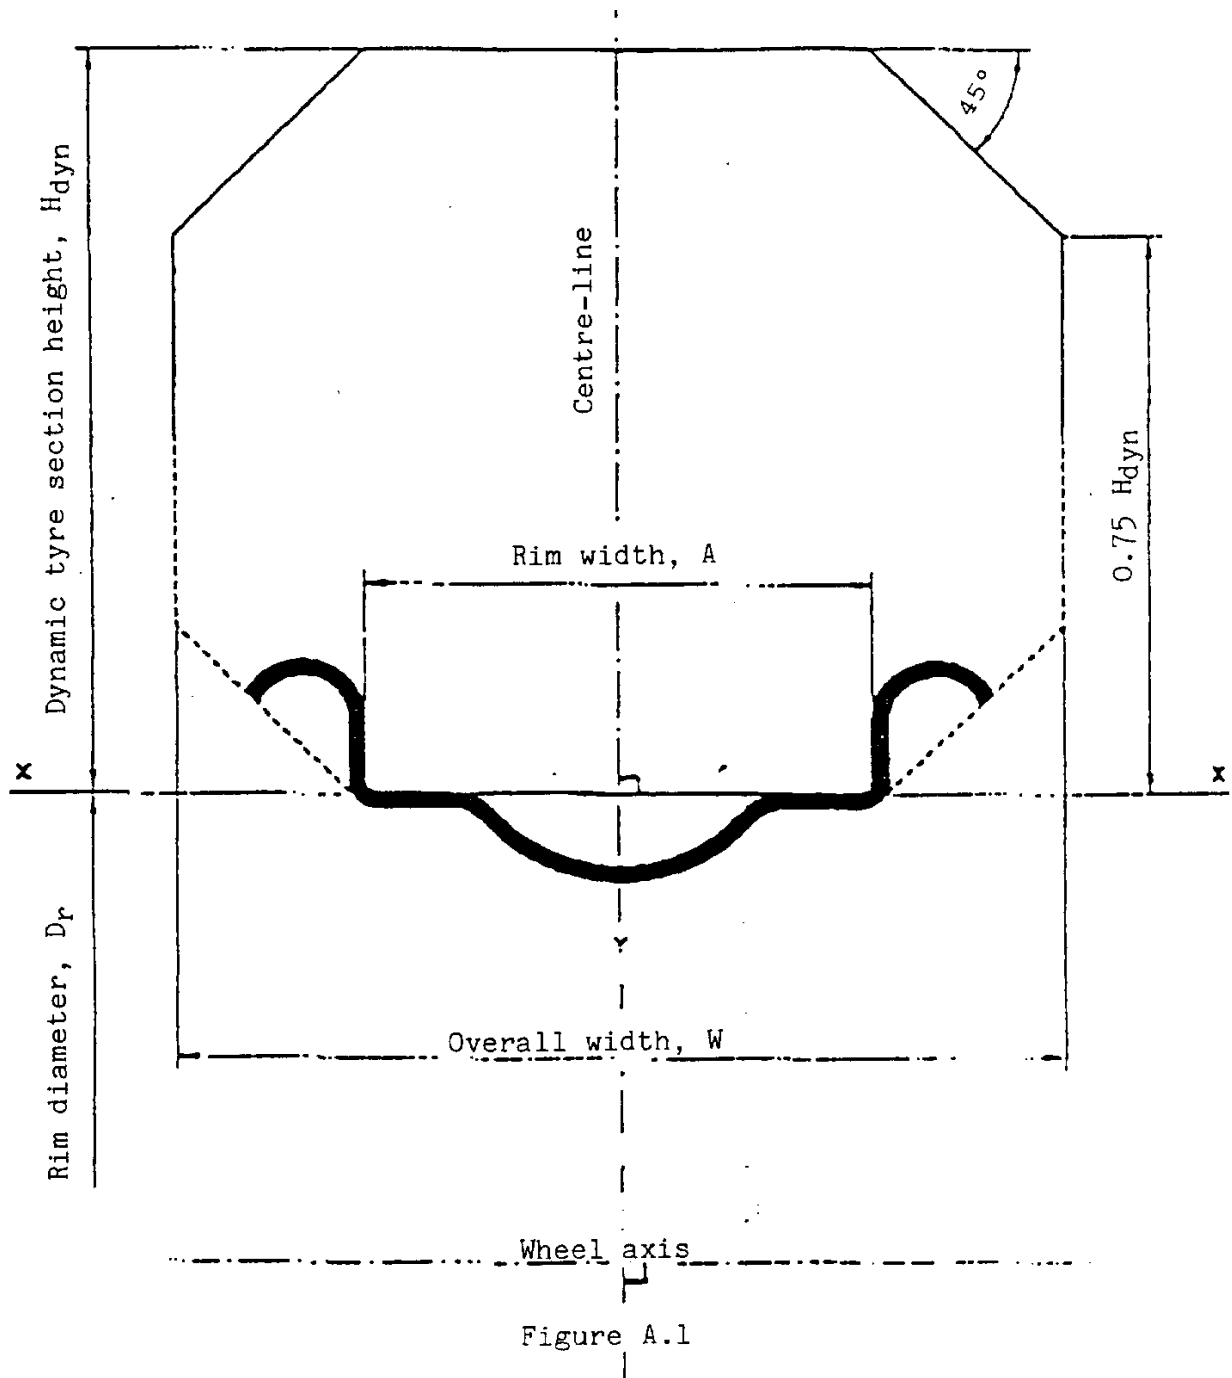 45°
Dynamic tyre section height, Hdyn
Centre-line
0.75 Hdyn
Rim width, A
X
X
Rim diameter, Dr
Y
Overall width, W
Wheel axis
Figure A.1